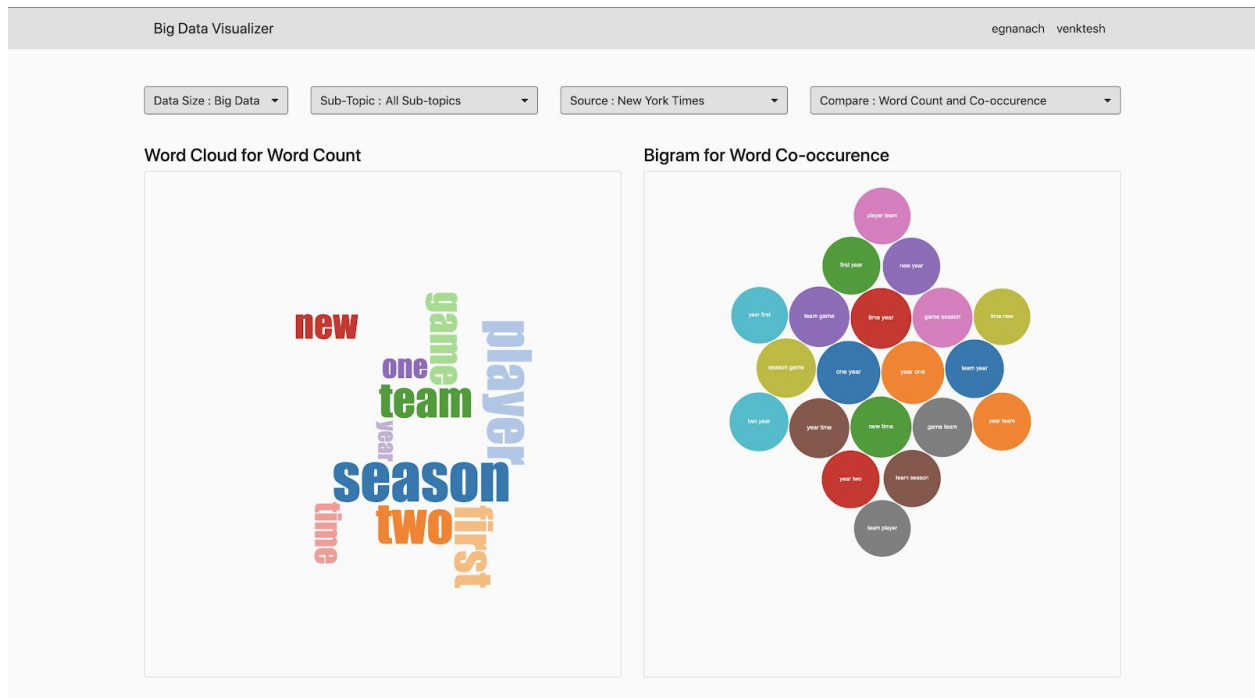 Big Data Visualizer
egnanach venktesh
Data Size : Big Data
Sub-Topic : All Sub-topics
Source : New York Times
Compare : Word Count and Co-occurence
Word Cloud for Word Count
Bigram for Word Co-occurence
new
game
player
one
team
year
season
time
two
first
player team
first year
new year
year first
team game
time year
game season
time new
season game
one year
year one
team year
two year
year time
new time
game team
year team
year two
team season
team player